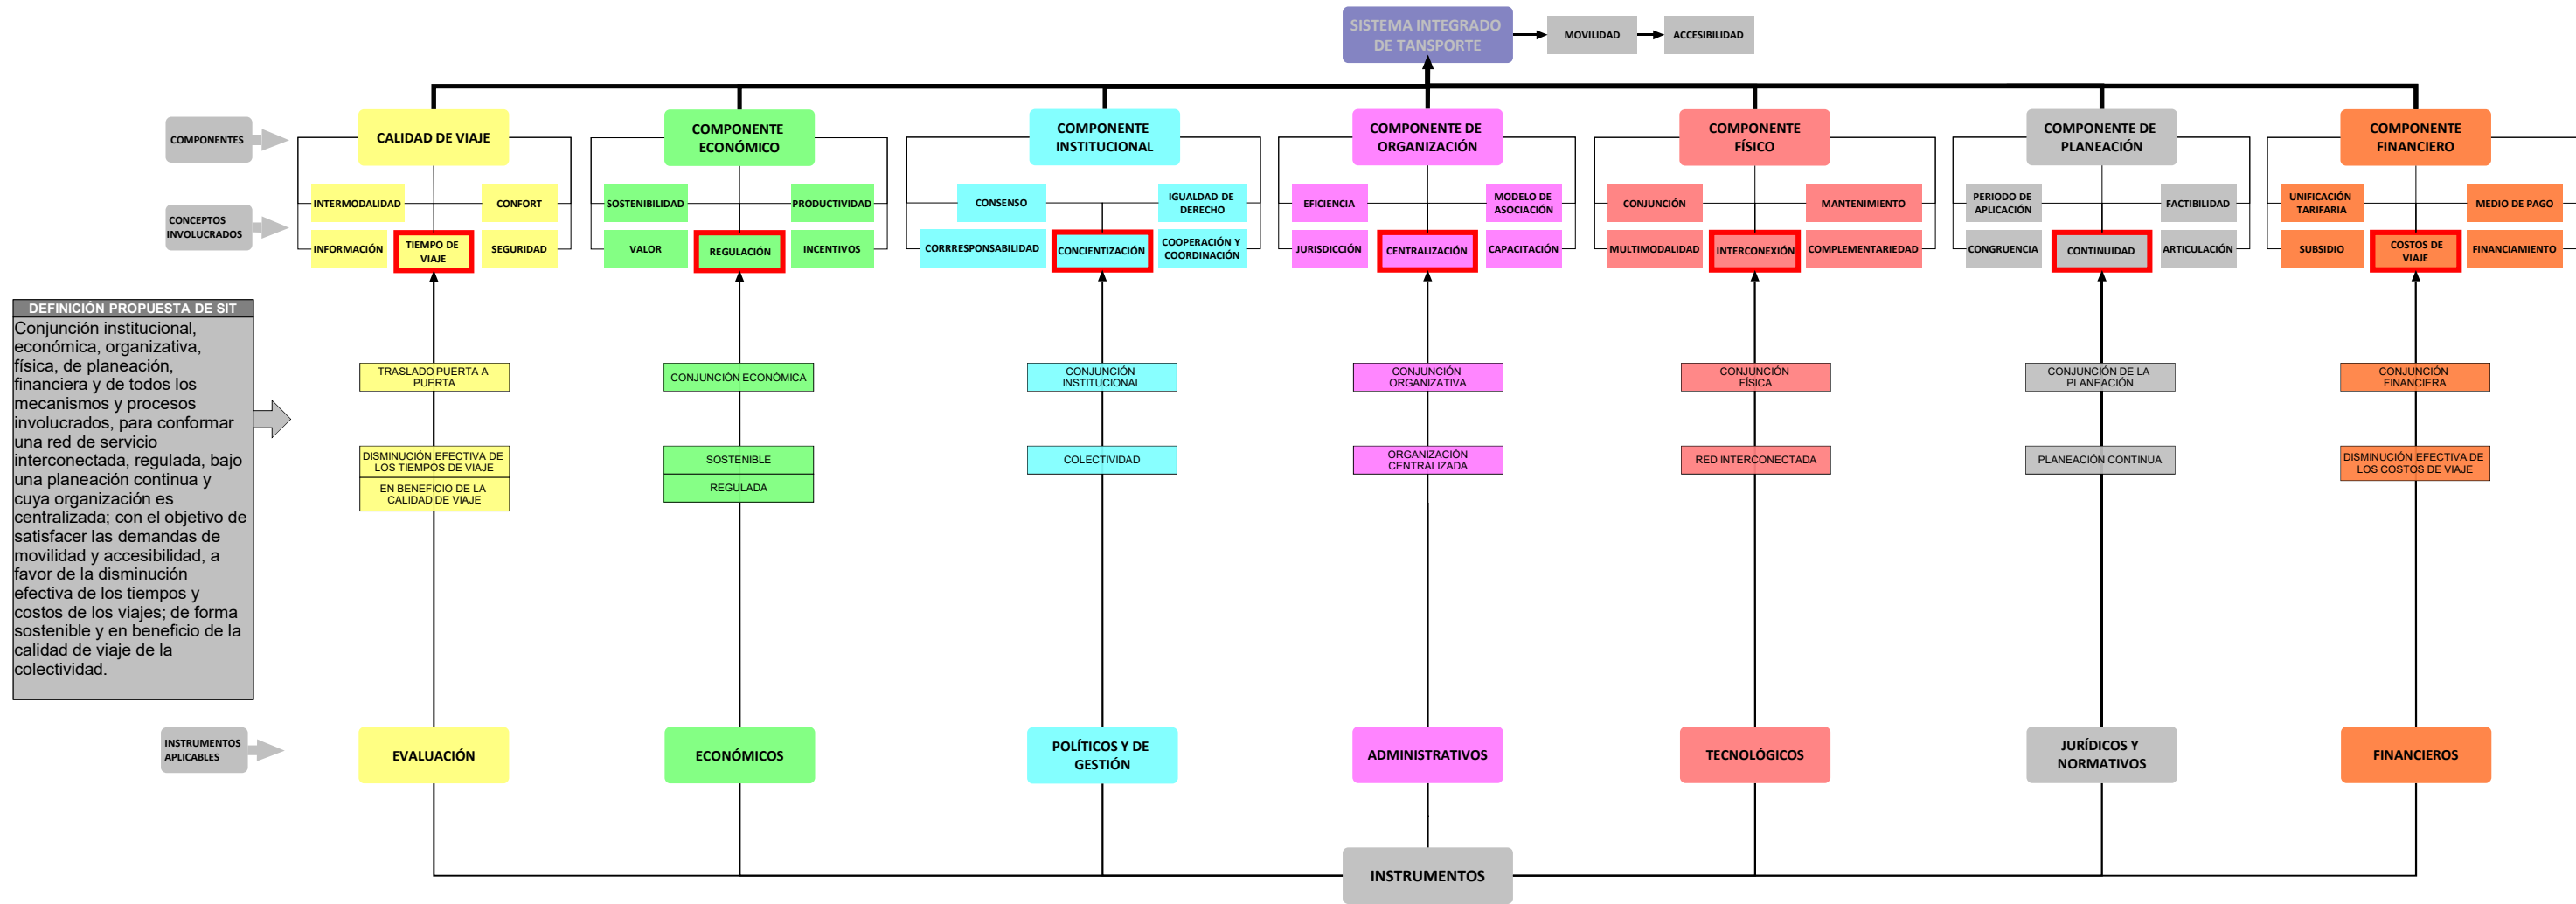 SISTEMA INTEGRADO
DE TANSPORTE
MOVILIDAD
ACCESIBILIDAD
COMPONENTES
CALIDAD DE VIAJE
COMPONENTE
ECONÓMICO
COMPONENTE
INSTITUCIONAL
COMPONENTE DE
ORGANIZACIÓN
COMPONENTE
FÍSICO
COMPONENTE DE
PLANEACIÓN
COMPONENTE
FINANCIERO
CONCEPTOS
INVOLUCRADOS
INTERMODALIDAD
CONFORT
INFORMACIÓN
TIEMPO DE
VIAJE
SEGURIDAD
SOSTENIBILIDAD
PRODUCTIVIDAD
VALOR
REGULACIÓN
INCENTIVOS
CONSENSO
IGUALDAD DE
DERECHO
CORRRESPONSABILIDAD
CONCIENTIZACIÓN
COOPERACIÓN Y
COORDINACIÓN
EFICIENCIA
MODELO DE
ASOCIACIÓN
JURISDICCIÓN
CENTRALIZACIÓN
CAPACITACIÓN
CONJUNCIÓN
MANTENIMIENTO
MULTIMODALIDAD
INTERCONEXIÓN
COMPLEMENTARIEDAD
PERIODO DE
APLICACIÓN
FACTIBILIDAD
CONGRUENCIA
CONTINUIDAD
ARTICULACIÓN
UNIFICACIÓN
TARIFARIA
MEDIO DE PAGO
SUBSIDIO
COSTOS DE
VIAJE
FINANCIAMIENTO
DEFINICIÓN PROPUESTA DE SIT
Conjunción institucional,
económica, organizativa,
física, de planeación,
financiera y de todos los
mecanismos y procesos
involucrados, para conformar
una red de servicio
interconectada, regulada, bajo
una planeación continua y
cuya organización es
centralizada; con el objetivo de
satisfacer las demandas de
movilidad y accesibilidad, a
favor de la disminución
efectiva de los tiempos y
costos de los viajes; de forma
sostenible y en beneficio de la
calidad de viaje de la
colectividad.
TRASLADO PUERTA A
PUERTA
CONJUNCIÓN ECONÓMICA
CONJUNCIÓN
INSTITUCIONAL
CONJUNCIÓN
ORGANIZATIVA
CONJUNCIÓN
FÍSICA
CONJUNCIÓN DE LA
PLANEACIÓN
CONJUNCIÓN
FINANCIERA
DISMINUCIÓN EFECTIVA DE
LOS TIEMPOS DE VIAJE
EN BENEFICIO DE LA
CALIDAD DE VIAJE
SOSTENIBLE
REGULADA
COLECTIVIDAD
ORGANIZACIÓN
CENTRALIZADA
RED INTERCONECTADA
PLANEACIÓN CONTINUA
DISMINUCIÓN EFECTIVA DE
LOS COSTOS DE VIAJE
INSTRUMENTOS
APLICABLES
EVALUACIÓN
ECONÓMICOS
POLÍTICOS Y DE
GESTIÓN
ADMINISTRATIVOS
TECNOLÓGICOS
JURÍDICOS Y
NORMATIVOS
FINANCIEROS
INSTRUMENTOS